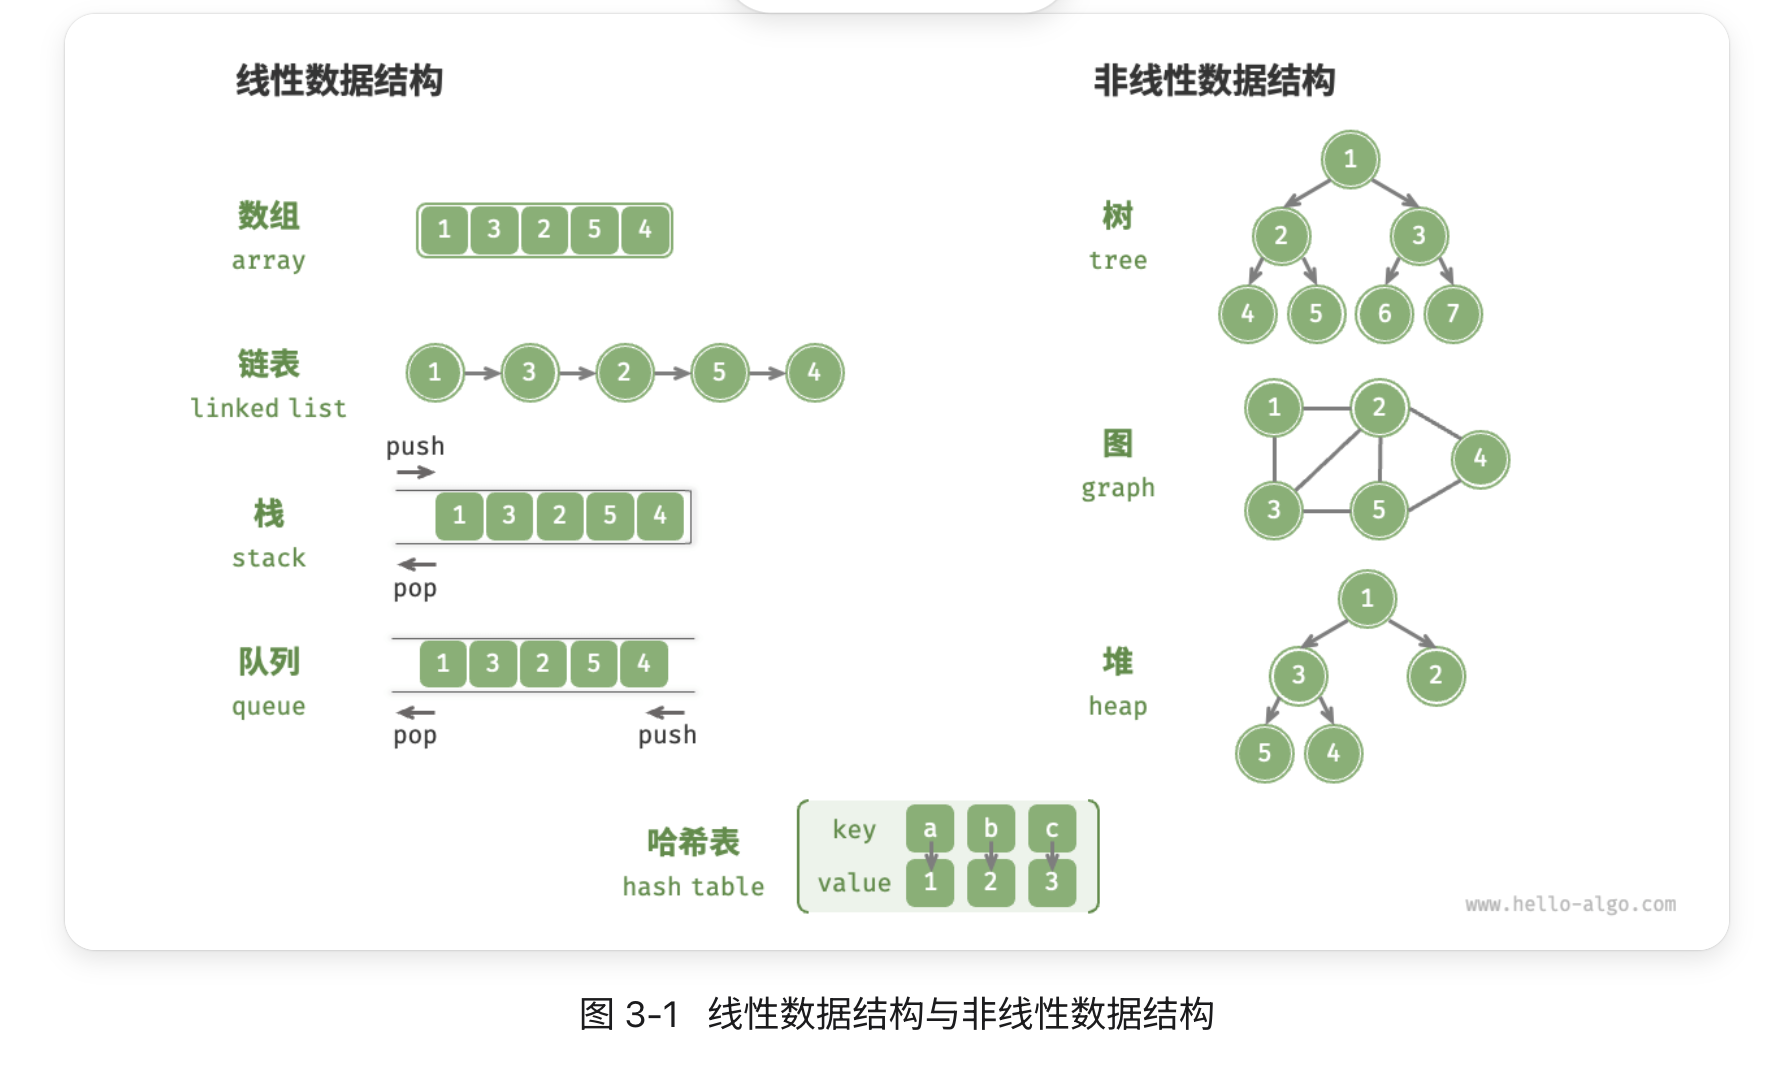 线性数据结构
数组
array
1 3 2 5 4
链表
linked list
1 3 2 5 4
栈
stack
push
1 3 2 5 4
pop
队列
queue
1 3 2 5 4
pop push
非线性数据结构
树
tree
1
2 3
4 5 6 7
图
graph
1 2
4
3 5
堆
heap
1
3 2
5 4
哈希表
hash table
key a b c
value 1 2 3
www.hello-algo.com
图 3-1 线性数据结构与非线性数据结构